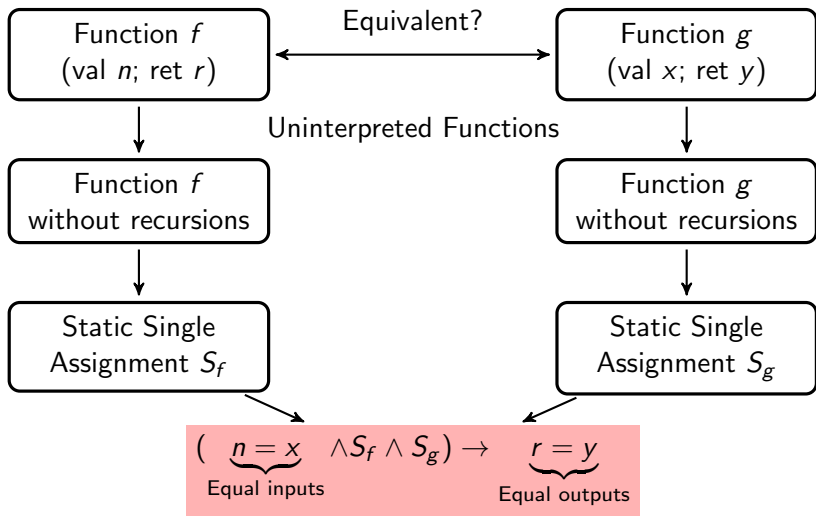 Function f
(val n; ret r)
Equivalent?
Function g
(val x; ret y)
Uninterpreted Functions
Function f
without recursions
Function g
without recursions
Static Single
Assignment S_f
Static Single
Assignment S_g
( n = x ∧S_f ∧ S_g) → r = y
Equal inputs
Equal outputs